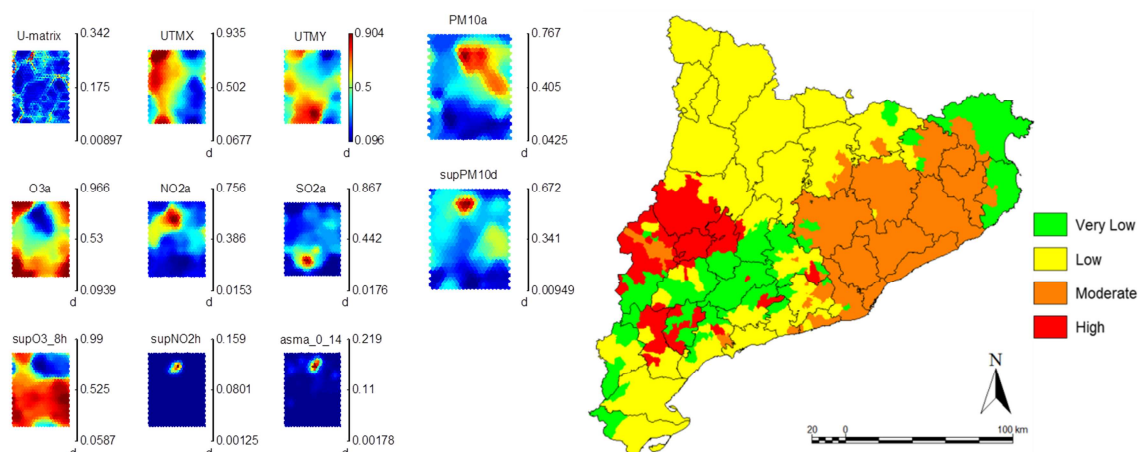 U-matrix
0.342
0.175
0.00897
d
UTMX
0.935
0.502
0.0677
d
UTMY
0.904
0.5
0.096
d
PM10a
0.767
0.405
0.0425
d
O3a
0.966
0.53
0.0939
d
NO2a
0.756
0.386
0.0153
d
SO2a
0.867
0.442
0.0176
d
supPM10d
0.672
0.341
0.00949
d
supO3_8h
0.99
0.525
0.0587
d
supNO2h
0.159
0.0801
0.00125
d
asma_0_14
0.219
0.11
0.00178
d
Very Low
Low
Moderate
High
N
20 0 100 km